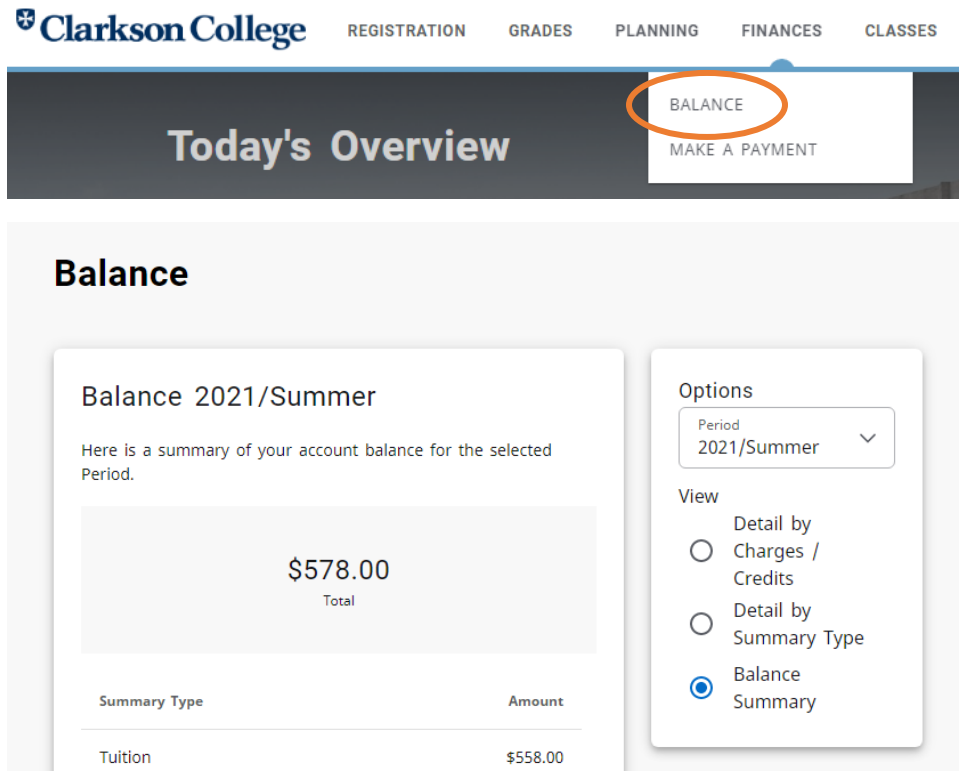 Clarkson College
REGISTRATION GRADES PLANNING FINANCES CLASSES
BALANCE
Today's Overview
MAKE A PAYMENT
Balance
Balance 2021/Summer
Here is a summary of your account balance for the selected
Period.
$578.00
Total
Summary Type Amount
Tuition $558.00
Options
Period
2021/Summer
View
Detail by
Charges /
Credits
Detail by
Summary Type
Balance
Summary